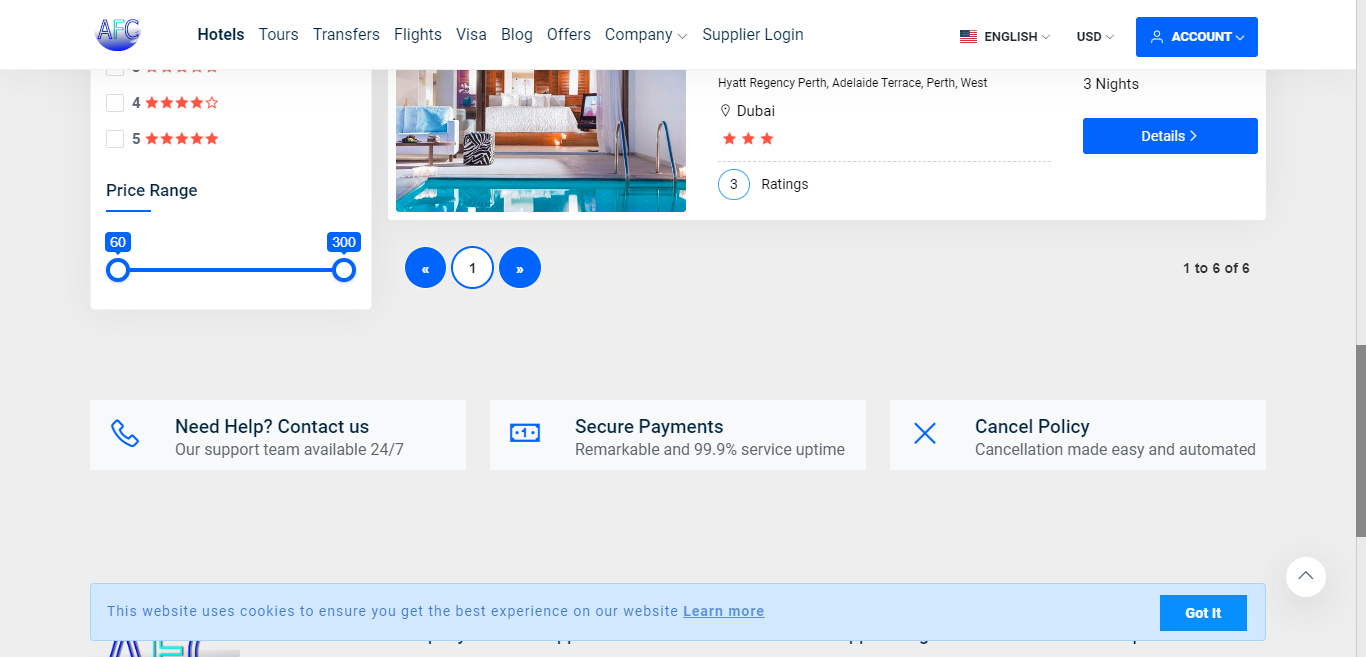 AFC
Hotels Tours Transfers Flights Visa Blog Offers Company Supplier Login
ENGLISH USD ACCOUNT
4
5
Price Range
60 300
Hyatt Regency Perth, Adelaide Terrace, Perth, West
Dubai
3 Ratings
3 Nights
Details
« 1 »
1 to 6 of 6
Need Help? Contact us
Our support team available 24/7
Secure Payments
Remarkable and 99.9% service uptime
Cancel Policy
Cancellation made easy and automated
This website uses cookies to ensure you get the best experience on our website Learn more
Got It
AFC